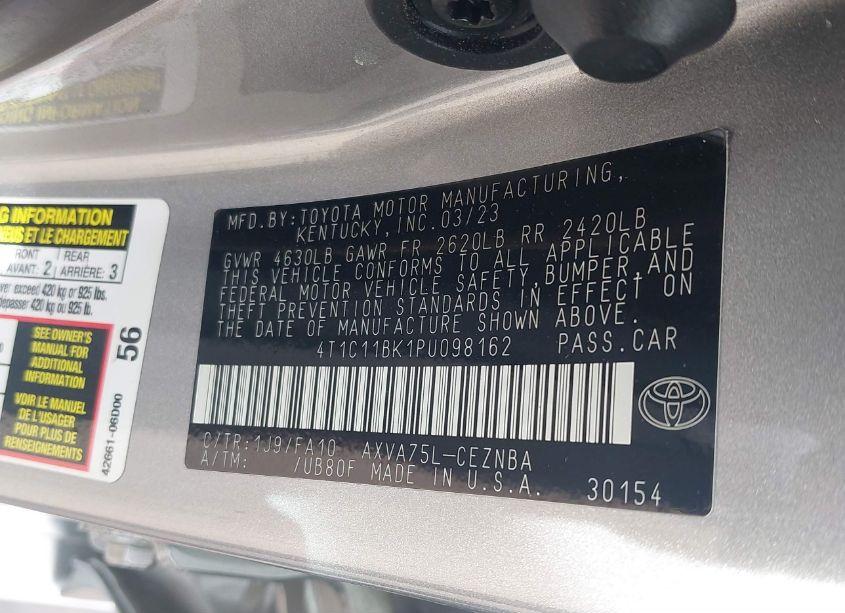 MFD.BY:TOYOTA MOTOR MANUFACTURING,
KENTUCKY,INC.03/23
GVWR 4630LB GAWR FR 2620LB RR 2420LB
THIS VEHICLE CONFORMS TO ALL APPLICABLE
FEDERAL MOTOR VEHICLE SAFETY,BUMPER,AND
THEFT PREVENTION STANDARDS IN EFFECT ON
THE DATE OF MANUFACTURE SHOWN ABOVE.
4T1C11BK1PU098162 PASS.CAR
C/TR:1J9/FA10 AXVA75L-CEZNBA
A/TM: /UB80F MADE IN U.S.A. 30154
G INFORMATION
ET LE CHARGEMENT
FRONT REAR
AVANT: 2 ARRIÈRE: 3
exceed 420 kg or 925 lbs.
dépasser 420 kg ou 925 lb.
SEE OWNER'S
MANUAL FOR
ADDITIONAL
INFORMATION
VOIR LE MANUEL
DE L'USAGER
POUR PLUS DE
RENSEIGNEMENTS
56
42661-06D00